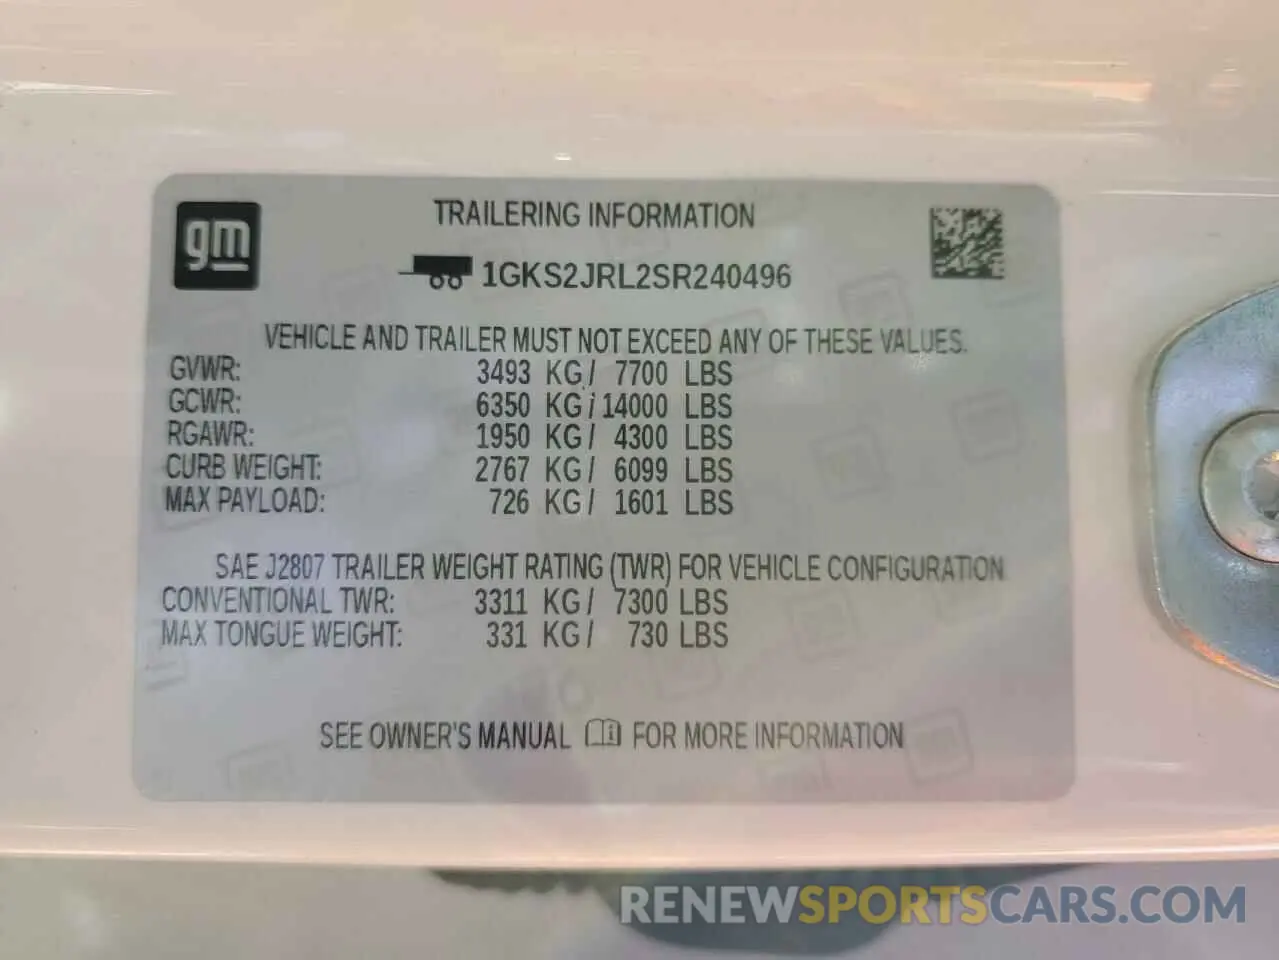 gm
TRAILERING INFORMATION
1GKS2JRL2SR240496
VEHICLE AND TRAILER MUST NOT EXCEED ANY OF THESE VALUES.
GVWR: 3493 KG/ 7700 LBS
GCWR: 6350 KG/ 14000 LBS
RGAWR: 1950 KG/ 4300 LBS
CURB WEIGHT: 2767 KG/ 6099 LBS
MAX PAYLOAD: 726 KG/ 1601 LBS
SAE J2807 TRAILER WEIGHT RATING (TWR) FOR VEHICLE CONFIGURATION
CONVENTIONAL TWR: 3311 KG/ 7300 LBS
MAX TONGUE WEIGHT: 331 KG/ 730 LBS
SEE OWNER'S MANUAL i FOR MORE INFORMATION
RENEWSPORTSCARS.COM